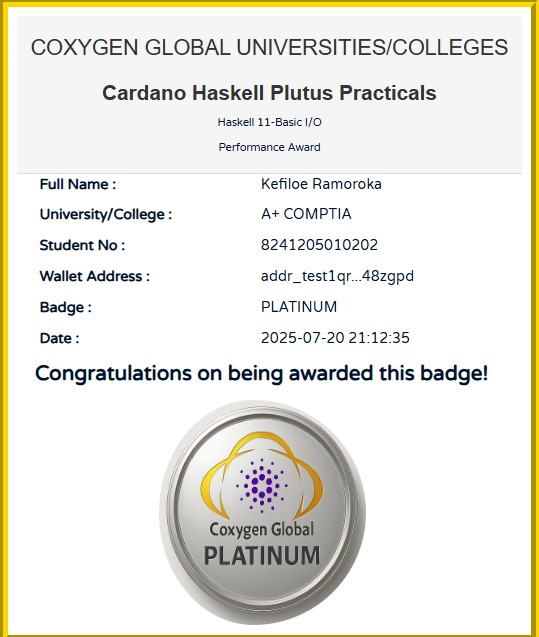 COXYGEN GLOBAL UNIVERSITIES/COLLEGES
Cardano Haskell Plutus Practicals
Haskell 11-Basic I/O
Performance Award
Full Name : Kefiloe Ramoroka
University/College : A+ COMPTIA
Student No : 8241205010202
Wallet Address : addr_test1qr...48zgpd
Badge : PLATINUM
Date : 2025-07-20 21:12:35
Congratulations on being awarded this badge!
Coxygen Global
PLATINUM